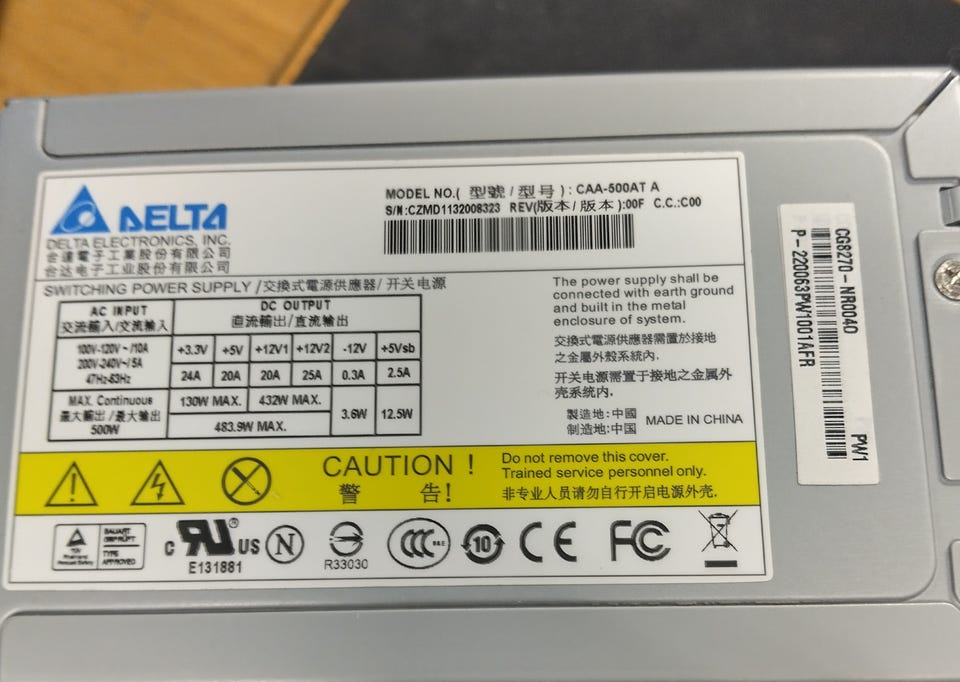 DELTA
DELTA ELECTRONICS, INC.
台達電子工業股份有限公司
台达电子工业股份有限公司
MODEL NO.( 型號 / 型号 ) : CAA-500AT A
S/N:CZMD1132008323 REV(版本/版本):00F C.C.:C00
SWITCHING POWER SUPPLY /交換式電源供應器/ 开关电源
AC INPUT
交流輸入/交流输入
DC OUTPUT
直流輸出/直流输出
100V-120V~/10A
200V-240V~/5A
47Hz-63Hz
+3.3V +5V +12V1 +12V2 -12V +5Vsb
24A 20A 20A 25A 0.3A 2.5A
MAX. Continuous
最大輸出/最大输出
500W
130W MAX. 432W MAX. 3.6W 12.5W
483.9W MAX.
The power supply shall be
connected with earth ground
and built in the metal
enclosure of system.
交換式電源供應器需置於接地
之金屬外殼系統內.
开关电源需置于接地之金属外
壳系统内.
製造地:中國
制造地:中国
MADE IN CHINA
CAUTION !
警 告!
Do not remove this cover.
Trained service personnel only.
非专业人员请勿自行开启电源外壳.
TÜV
BAUART
GEPRÜFT
TYPE
APPROVED
c RU US
E131881
N
R33030
CCC S&E
10
CE
FC
CG8270-NR0040
P-220063PW1001AFR
PW1